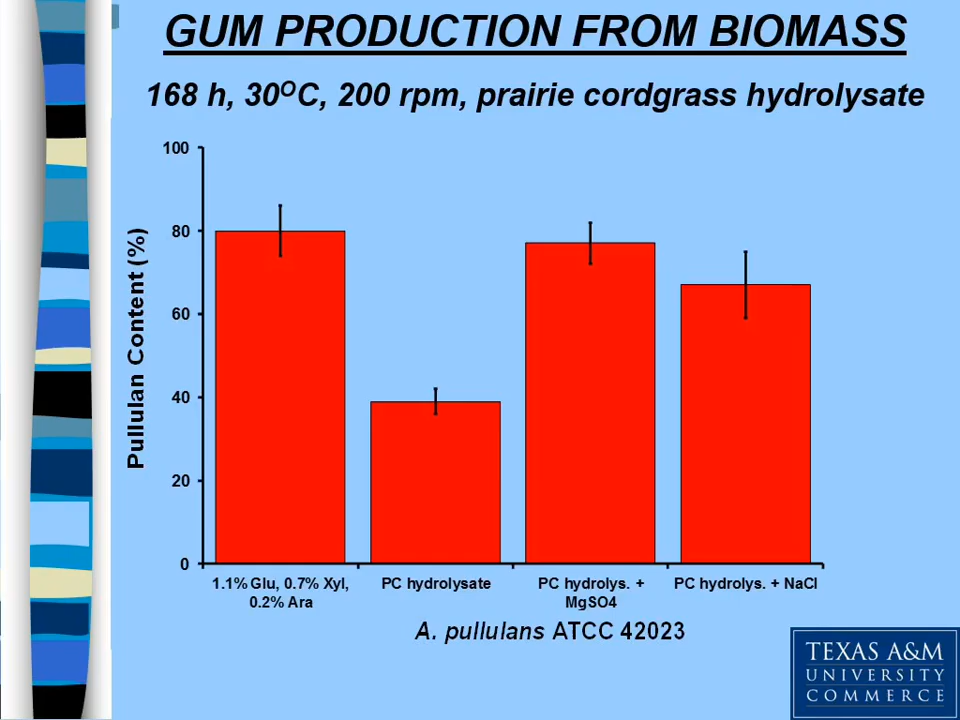 GUM PRODUCTION FROM BIOMASS
168 h, 30ᴼC, 200 rpm, prairie cordgrass hydrolysate
100
80
60
40
20
0
Pullulan Content (%)
1.1% Glu, 0.7% Xyl,
0.2% Ara
PC hydrolysate
PC hydrolys. +
MgSO4
PC hydrolys. + NaCl
A. pullulans ATCC 42023
TEXAS A&M
UNIVERSITY
COMMERCE